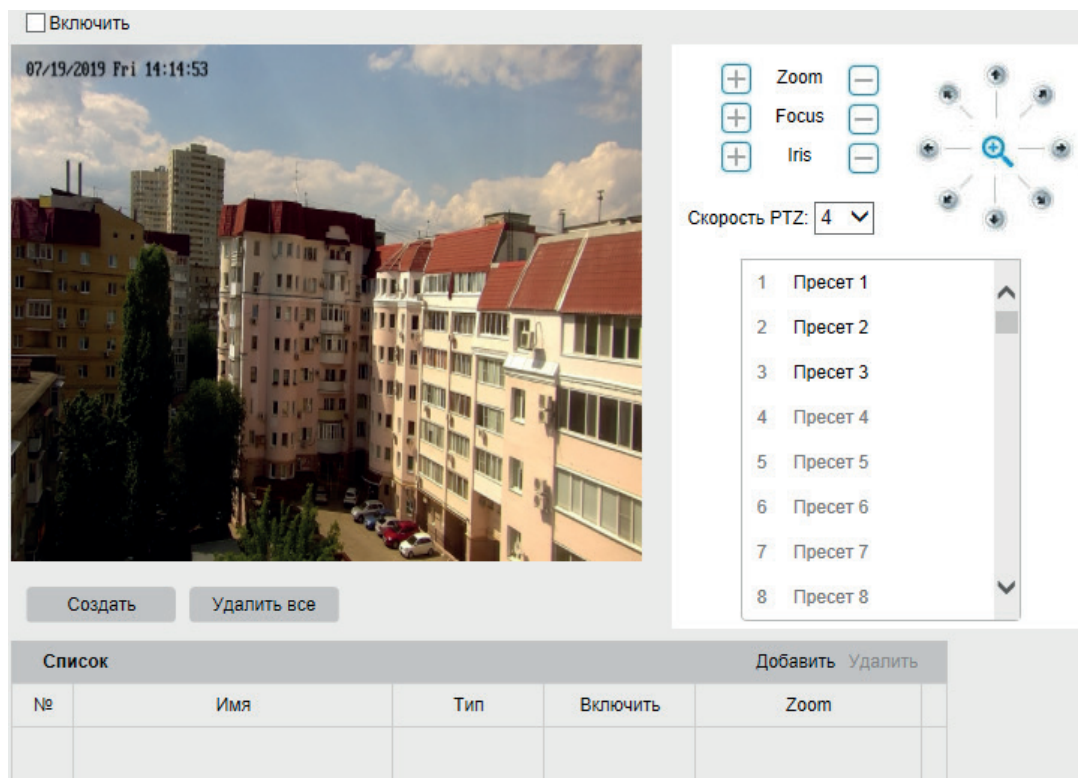 Включить
07/19/2019 Fri 14:14:53
Zoom
Focus
Iris
Скорость PTZ: 4
1 Пресет 1
2 Пресет 2
3 Пресет 3
4 Пресет 4
5 Пресет 5
6 Пресет 6
7 Пресет 7
8 Пресет 8
Создать Удалить все
Список Добавить Удалить
№ Имя Тип Включить Zoom